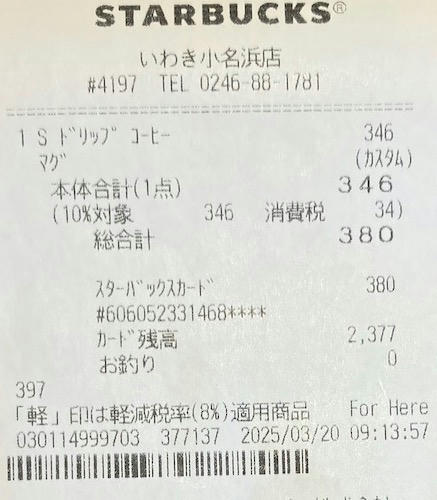 STARBUCKS®
いわき小名浜店
#4197 TEL 0246-88-1781
1 S ﾄﾞﾘｯﾌﾟ ｺｰﾋｰ 346
ﾏｸﾞ (ｶｽﾀﾑ)
本体合計(1点) 346
(10%対象 346 消費税 34)
総合計 380
ｽﾀｰﾊﾞｯｸｽｶｰﾄﾞ 380
#606052331468****
ｶｰﾄﾞ残高 2,377
お釣り 0
397
「軽」印は軽減税率(8%)適用商品 For Here
030114999703 377137 2025/03/20 09:13:57